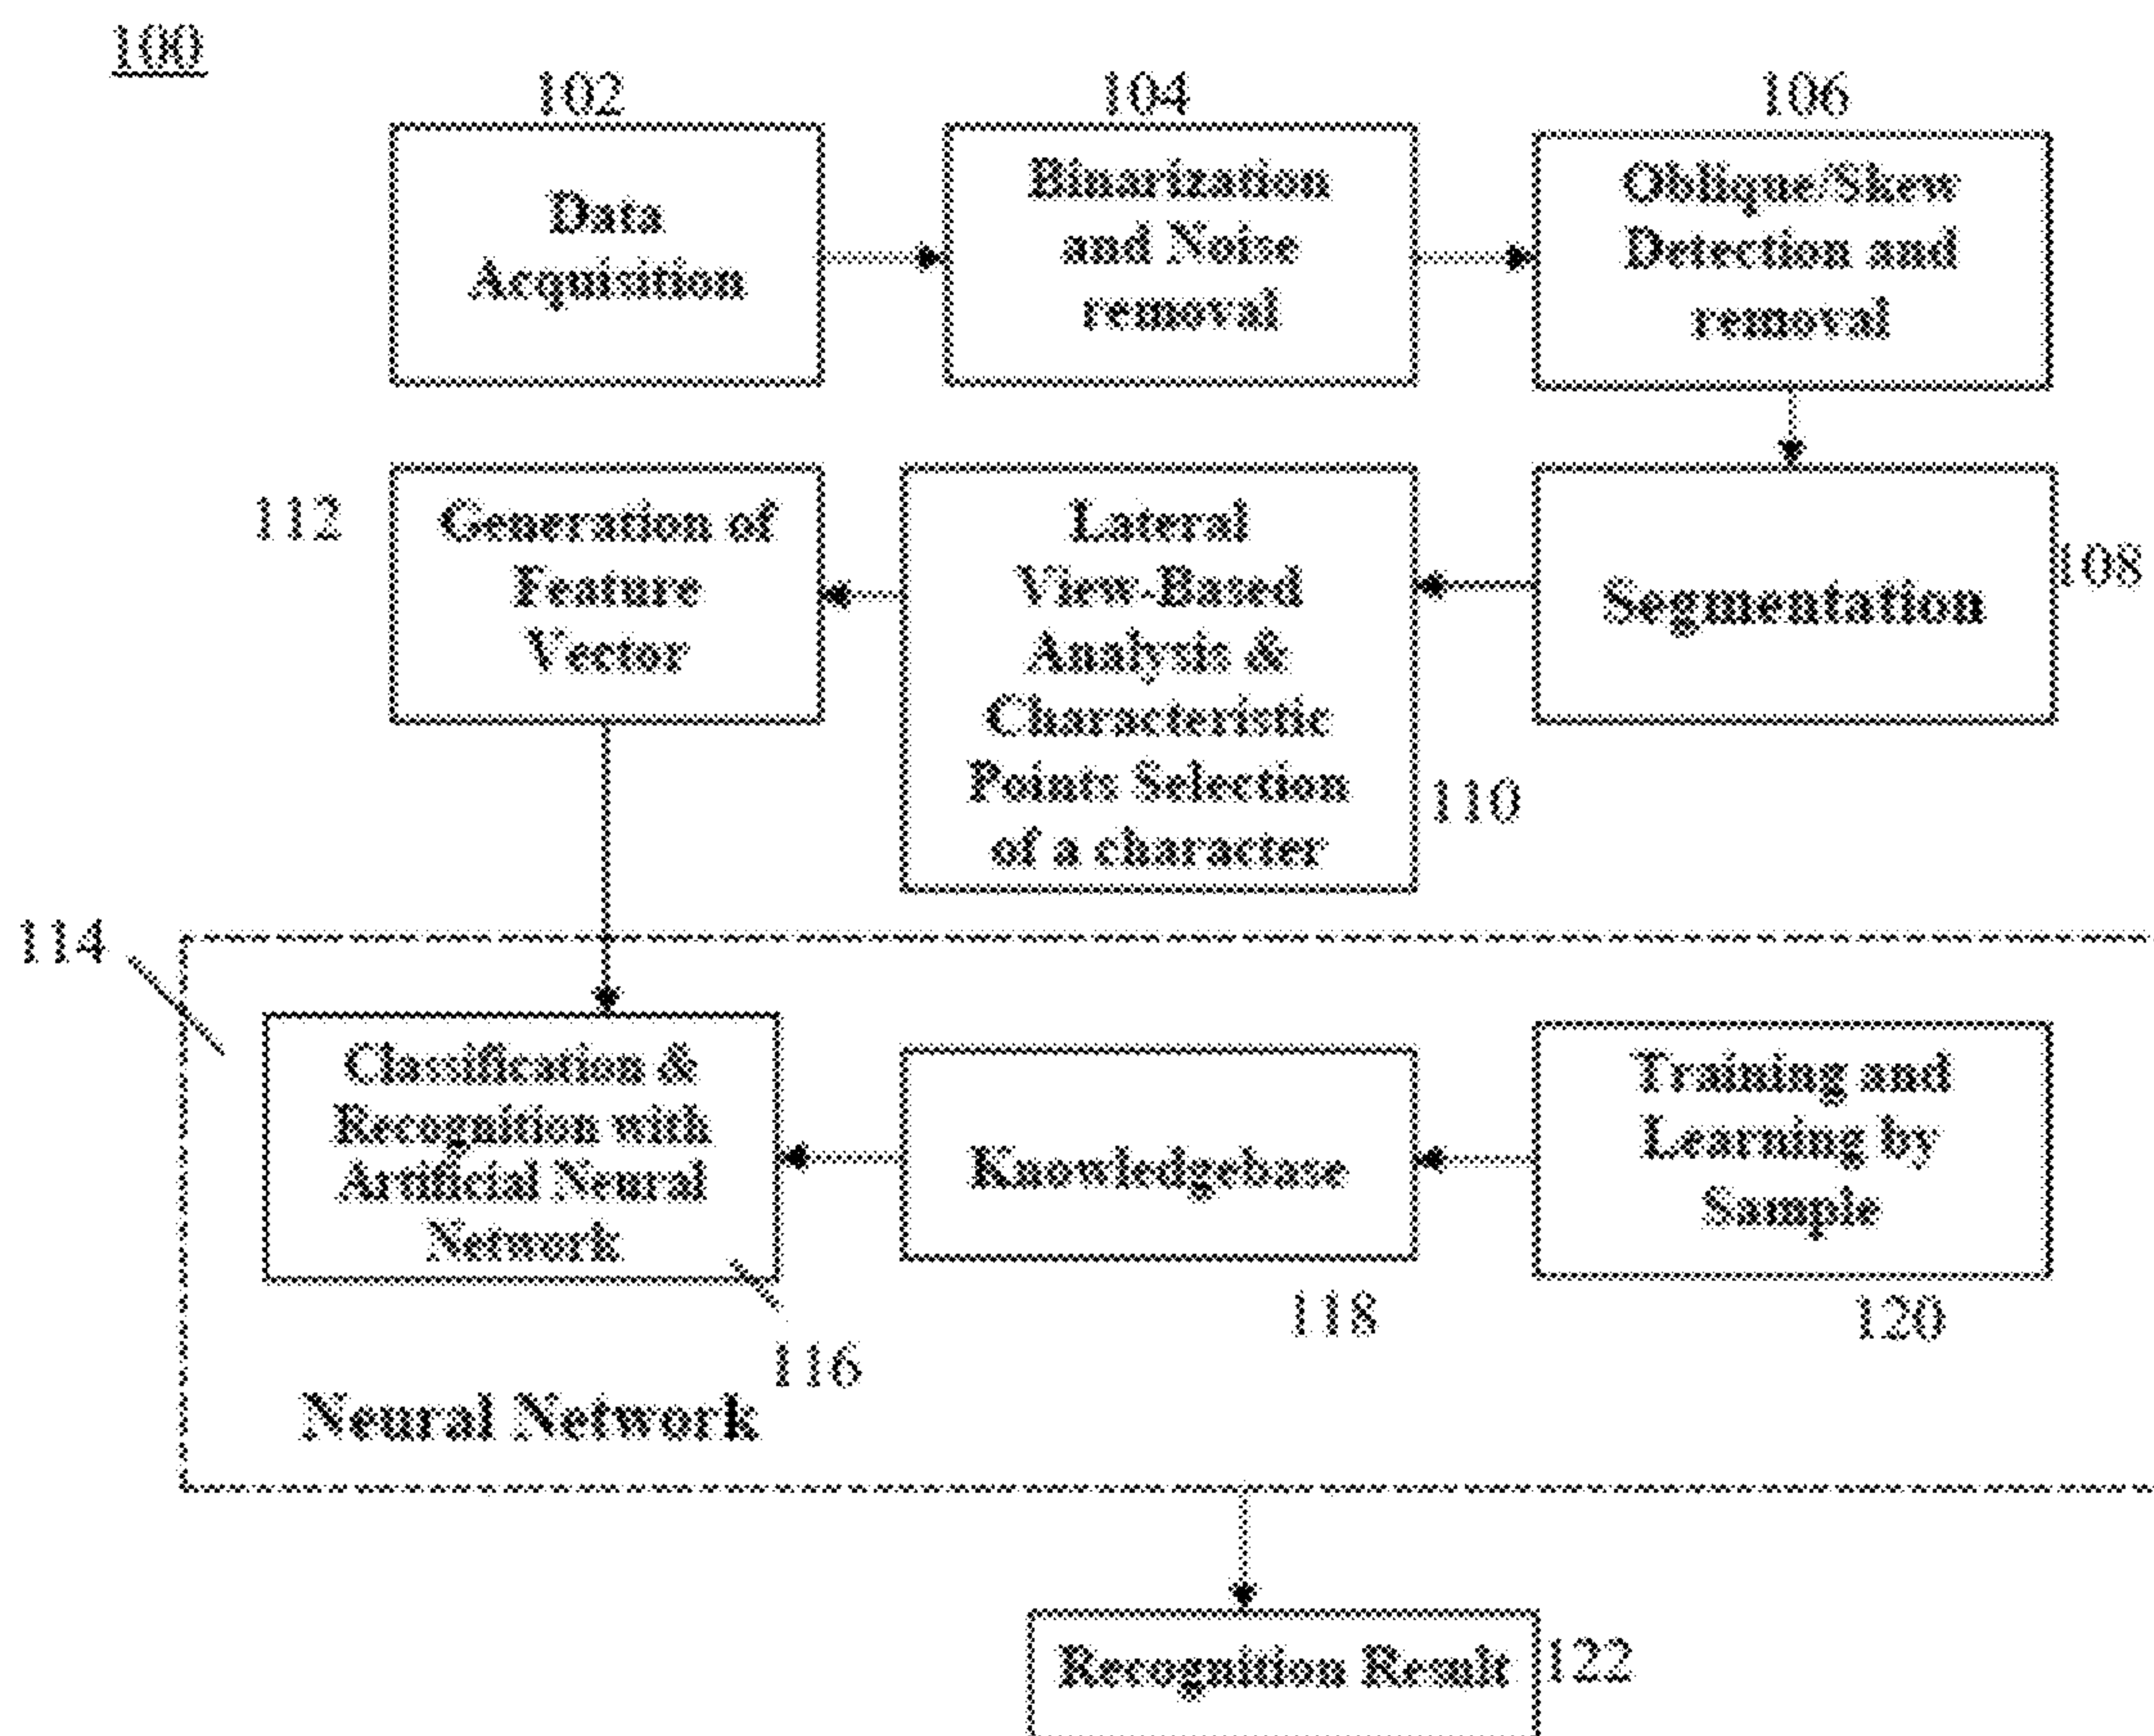 100
102
Data
Acquisition
104
Binarization
and Noise
removal
106
Oblique/Skew
Detection and
removal
112
Generation of
Feature
Vector
Lateral
View-Based
Analysis &
Characteristic
Points Selection
of a character
110
Segmentation
108
114
Classification &
Recognition with
Artificial Neural
Network
116
Knowledgebase
118
Training and
Learning by
Sample
120
Neural Network
Recognition Result
122